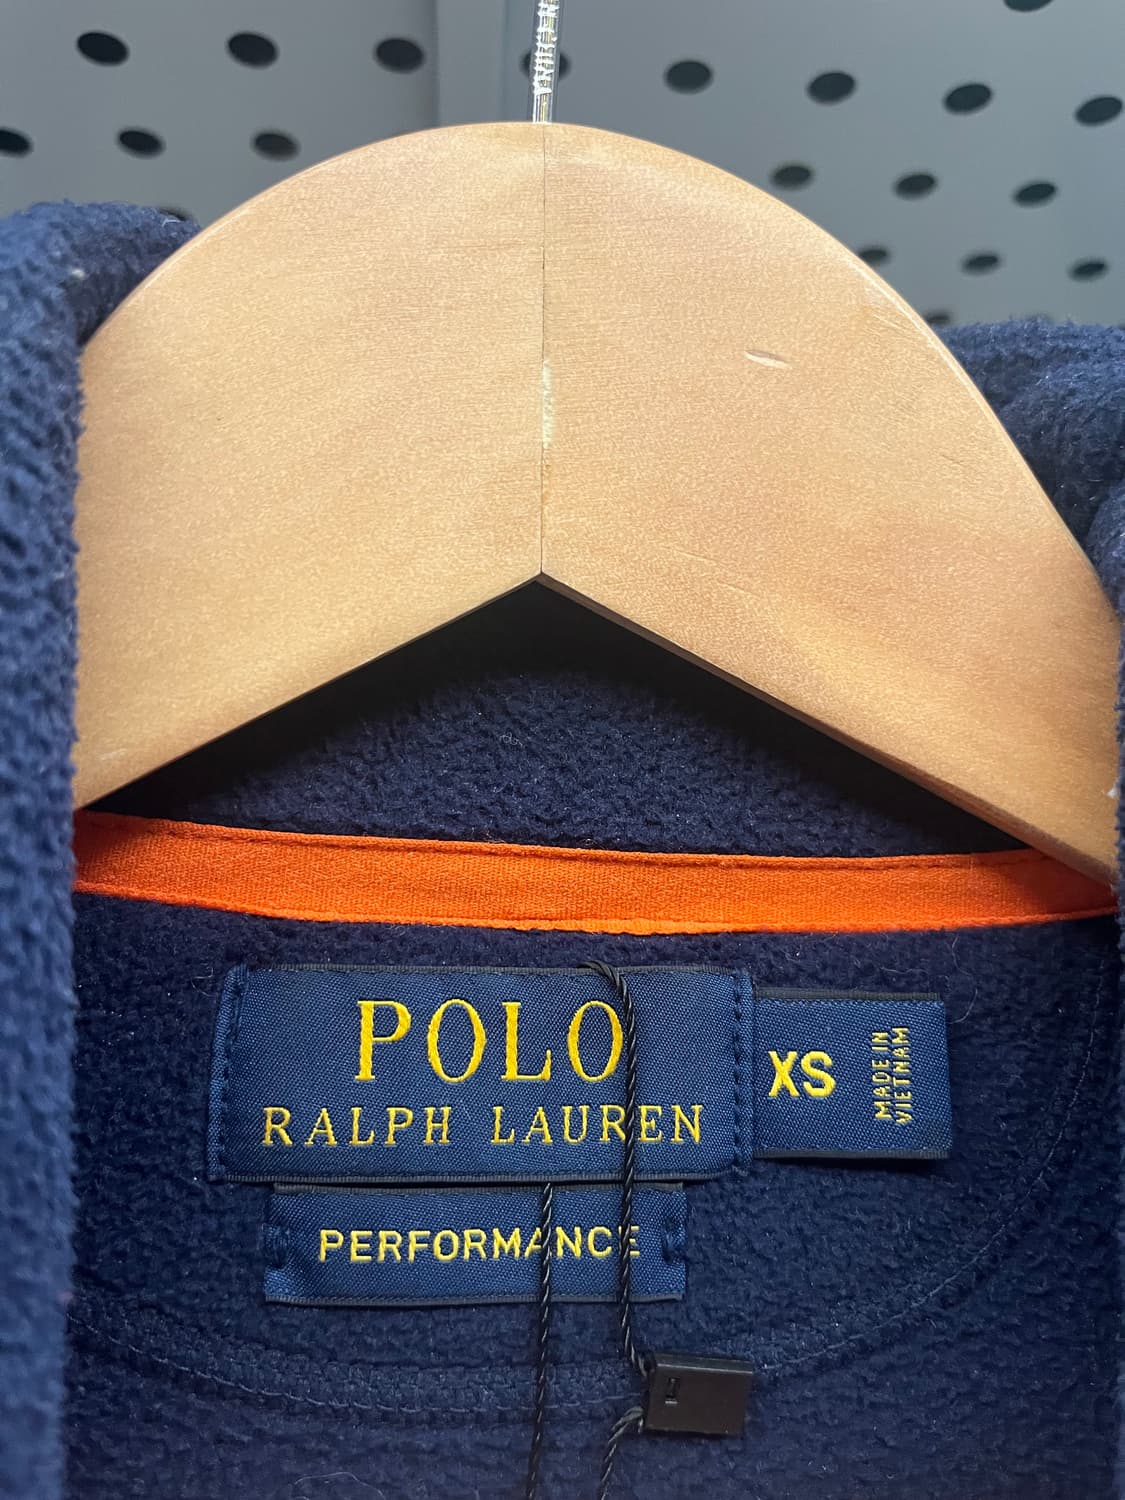 POLO
RALPH LAUREN
XS
MADE IN
VIETNAM
PERFORMANCE